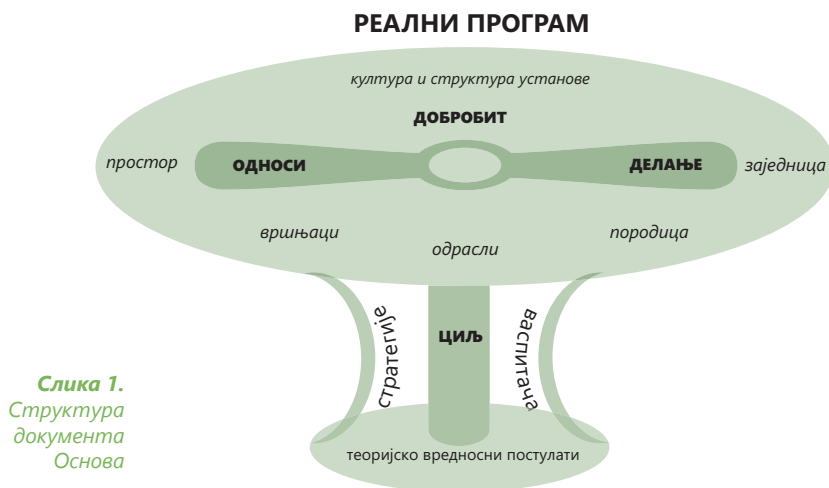 РЕАЛНИ ПРОГРАМ
култура и структура установе
ДОБРОБИТ
простор
ОДНОСИ
ДЕЛАЊЕ
заједница
вршњаци
одрасли
породица
стратегије
ЦИЉ
васпитача
Слика 1.
Структура
документа
Основа
теоријско вредносни постулати